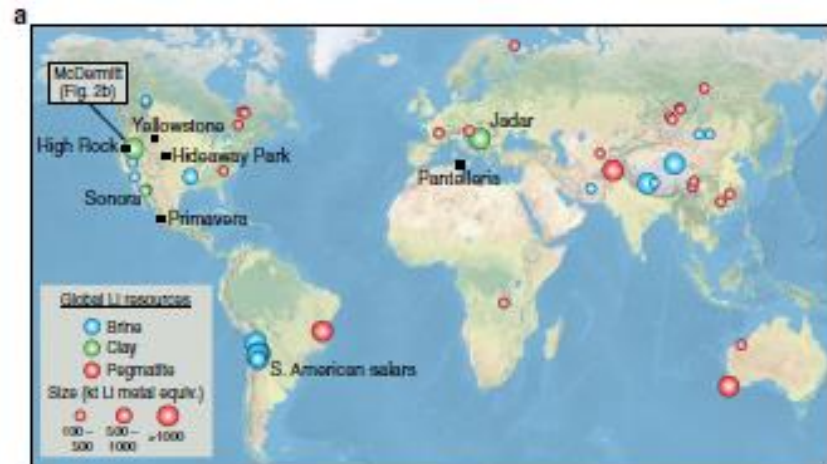 a
McDermitt
(Fig. 2b)
Yellowstone
High Rock
Hideaway Park
Sonora
Primavera
Jadar
Pantelleria
S. American salars
Global Li resources
Brine
Clay
Pegmatite
Size (kt Li metal equiv.)
100 – 500 – >1000
500 1000